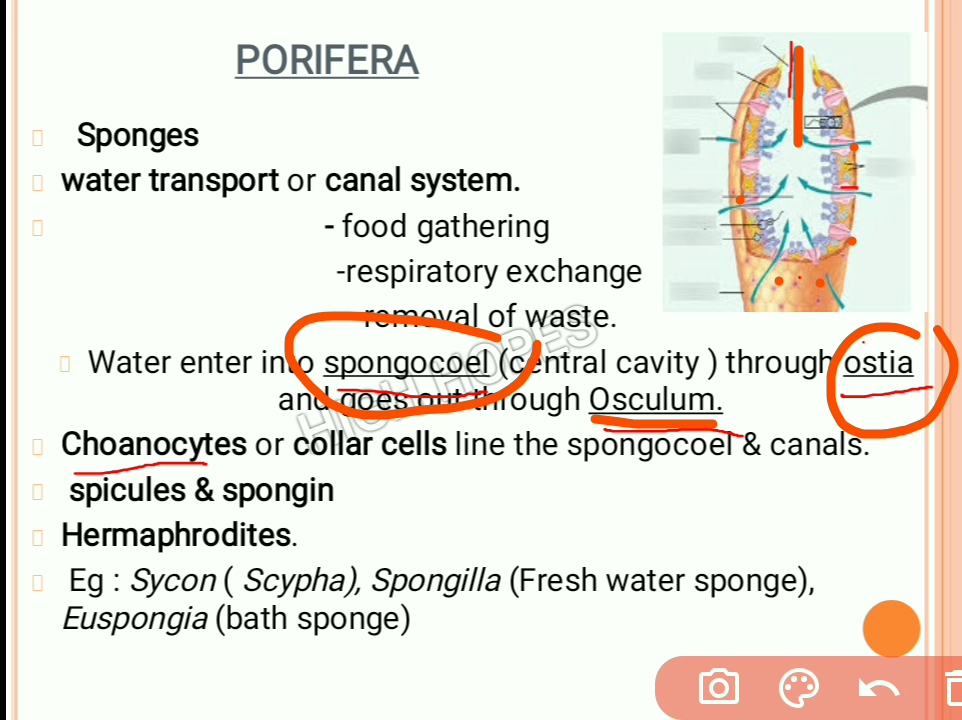 PORIFERA
Sponges
water transport or canal system.
- food gathering
-respiratory exchange
removal of waste.
Water enter into spongocoel (central cavity ) through ostia
and goes out through Osculum.
HIGH HOPES
Choanocytes or collar cells line the spongocoel & canals.
spicules & spongin
Hermaphrodites.
Eg : Sycon ( Scypha), Spongilla (Fresh water sponge),
Euspongia (bath sponge)